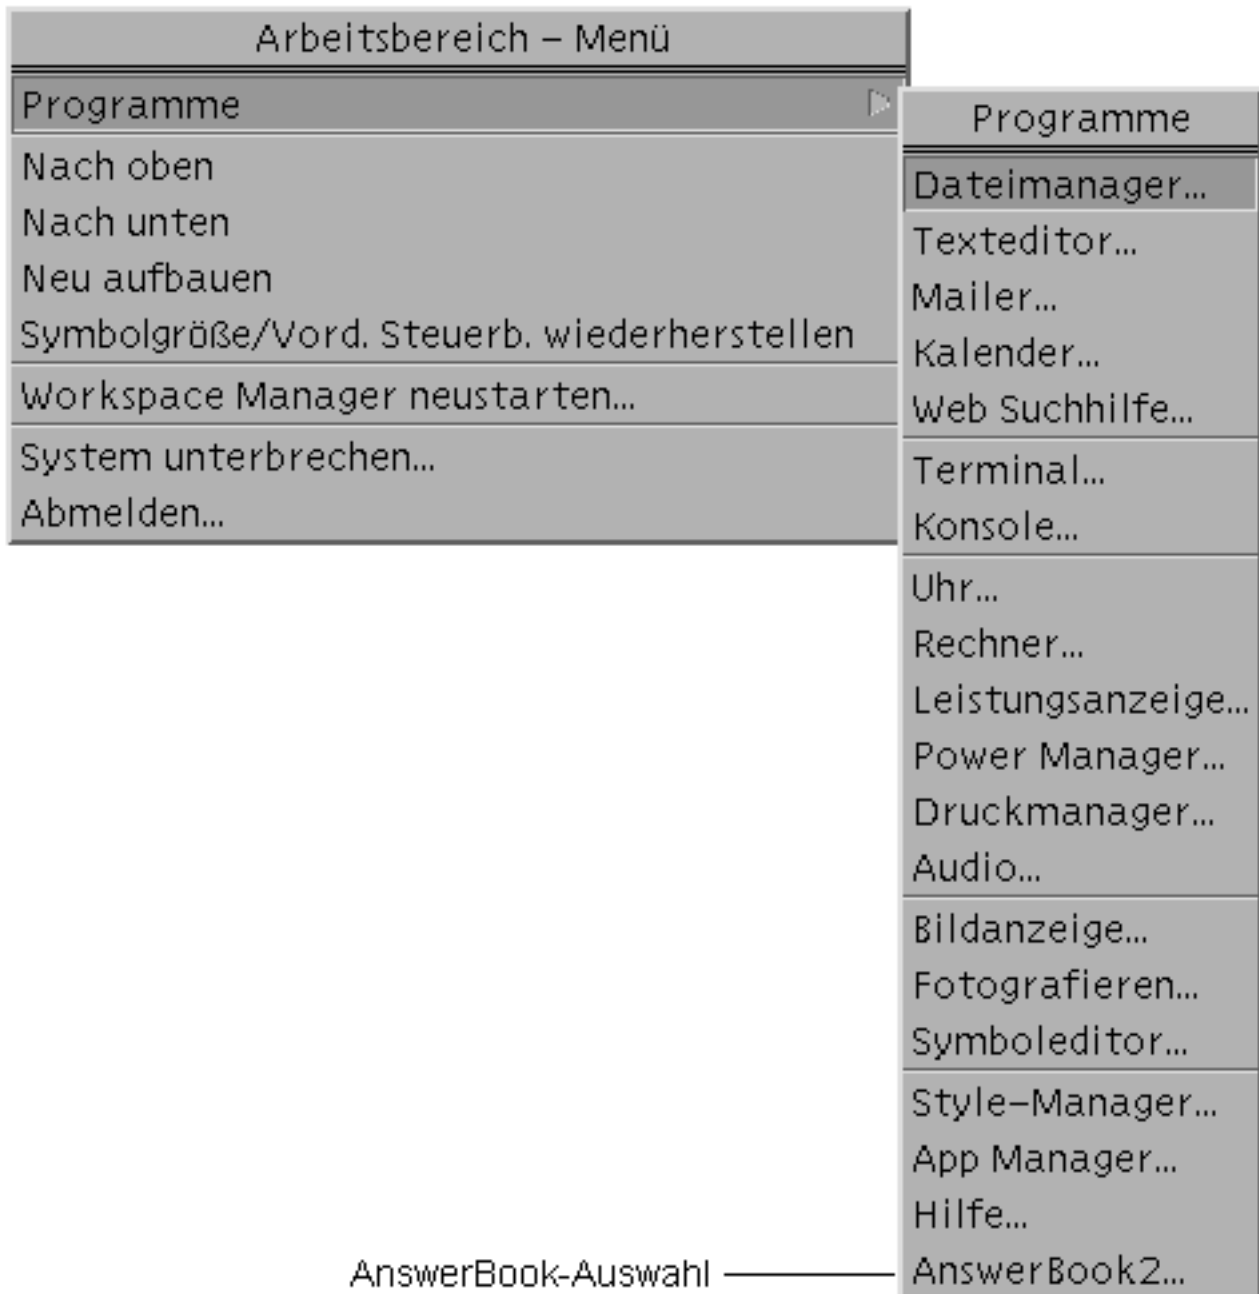 Arbeitsbereich – Menü
Programme
Nach oben
Nach unten
Neu aufbauen
Symbolgröße/Vord. Steuerb. wiederherstellen
Workspace Manager neustarten...
System unterbrechen...
Abmelden...
Programme
Dateimanager...
Texteditor...
Mailer...
Kalender...
Web Suchhilfe...
Terminal...
Konsole...
Uhr...
Rechner...
Leistungsanzeige...
Power Manager...
Druckmanager...
Audio...
Bildanzeige...
Fotografieren...
Symboleditor...
Style–Manager...
App Manager...
Hilfe...
AnswerBook2...
AnswerBook-Auswahl